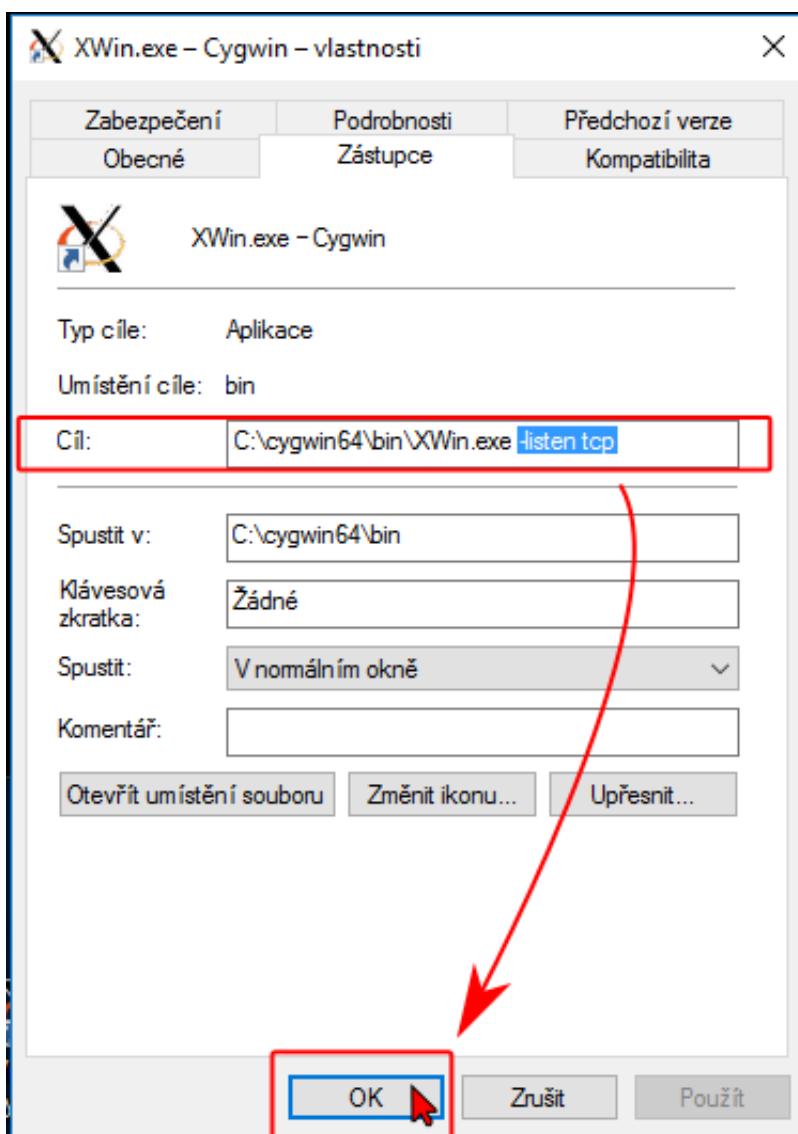 XWin.exe – Cygwin – vlastnosti
Zabezpečení Podrobnosti Předchozí verze
Obecné Zástupce Kompatibilita
XWin.exe – Cygwin
Typ cíle: Aplikace
Umístění cíle: bin
Cíl: C:\cygwin64\bin\XWin.exe -listen tcp
Spustit v: C:\cygwin64\bin
Klávesová
zkratka: Žádné
Spustit: V normálním okně
Komentář:
Otevřít umístění souboru Změnit ikonu... Upřesnit...
OK Zrušit Použít